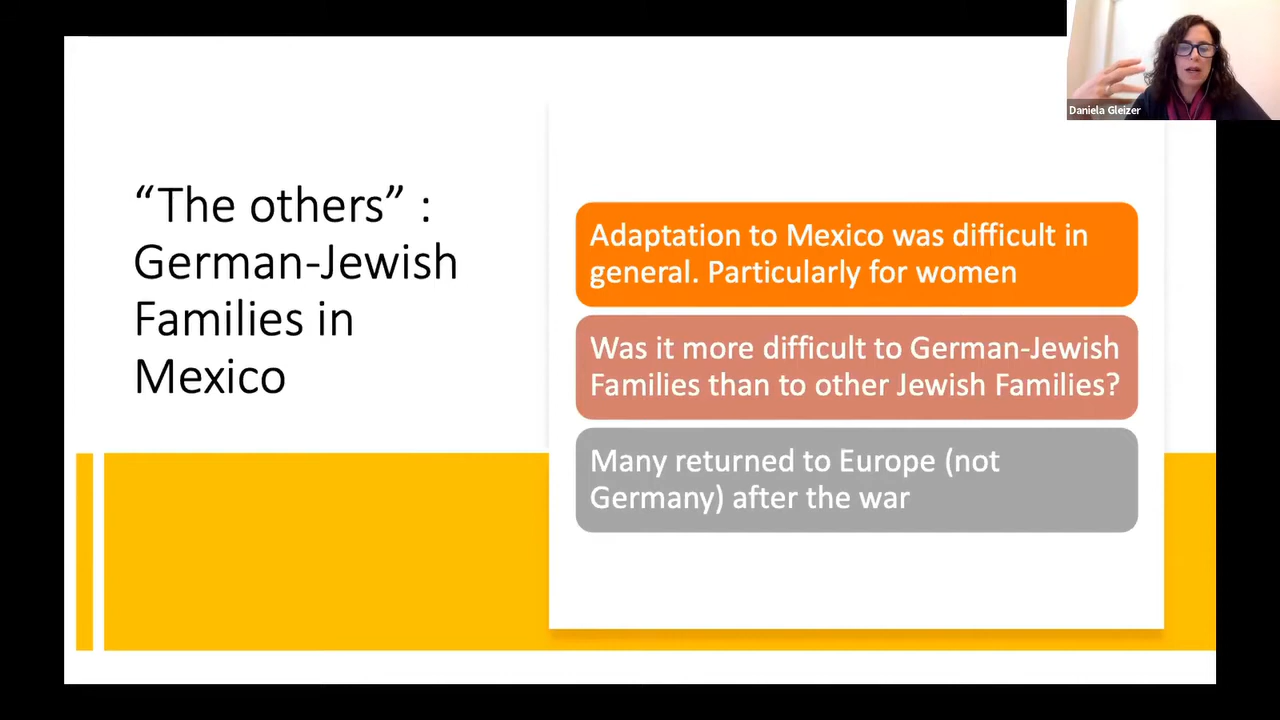 Daniela Gleizer
“The others” :
German-Jewish
Families in
Mexico
Adaptation to Mexico was difficult in
general. Particularly for women
Was it more difficult to German-Jewish
Families than to other Jewish Families?
Many returned to Europe (not
Germany) after the war